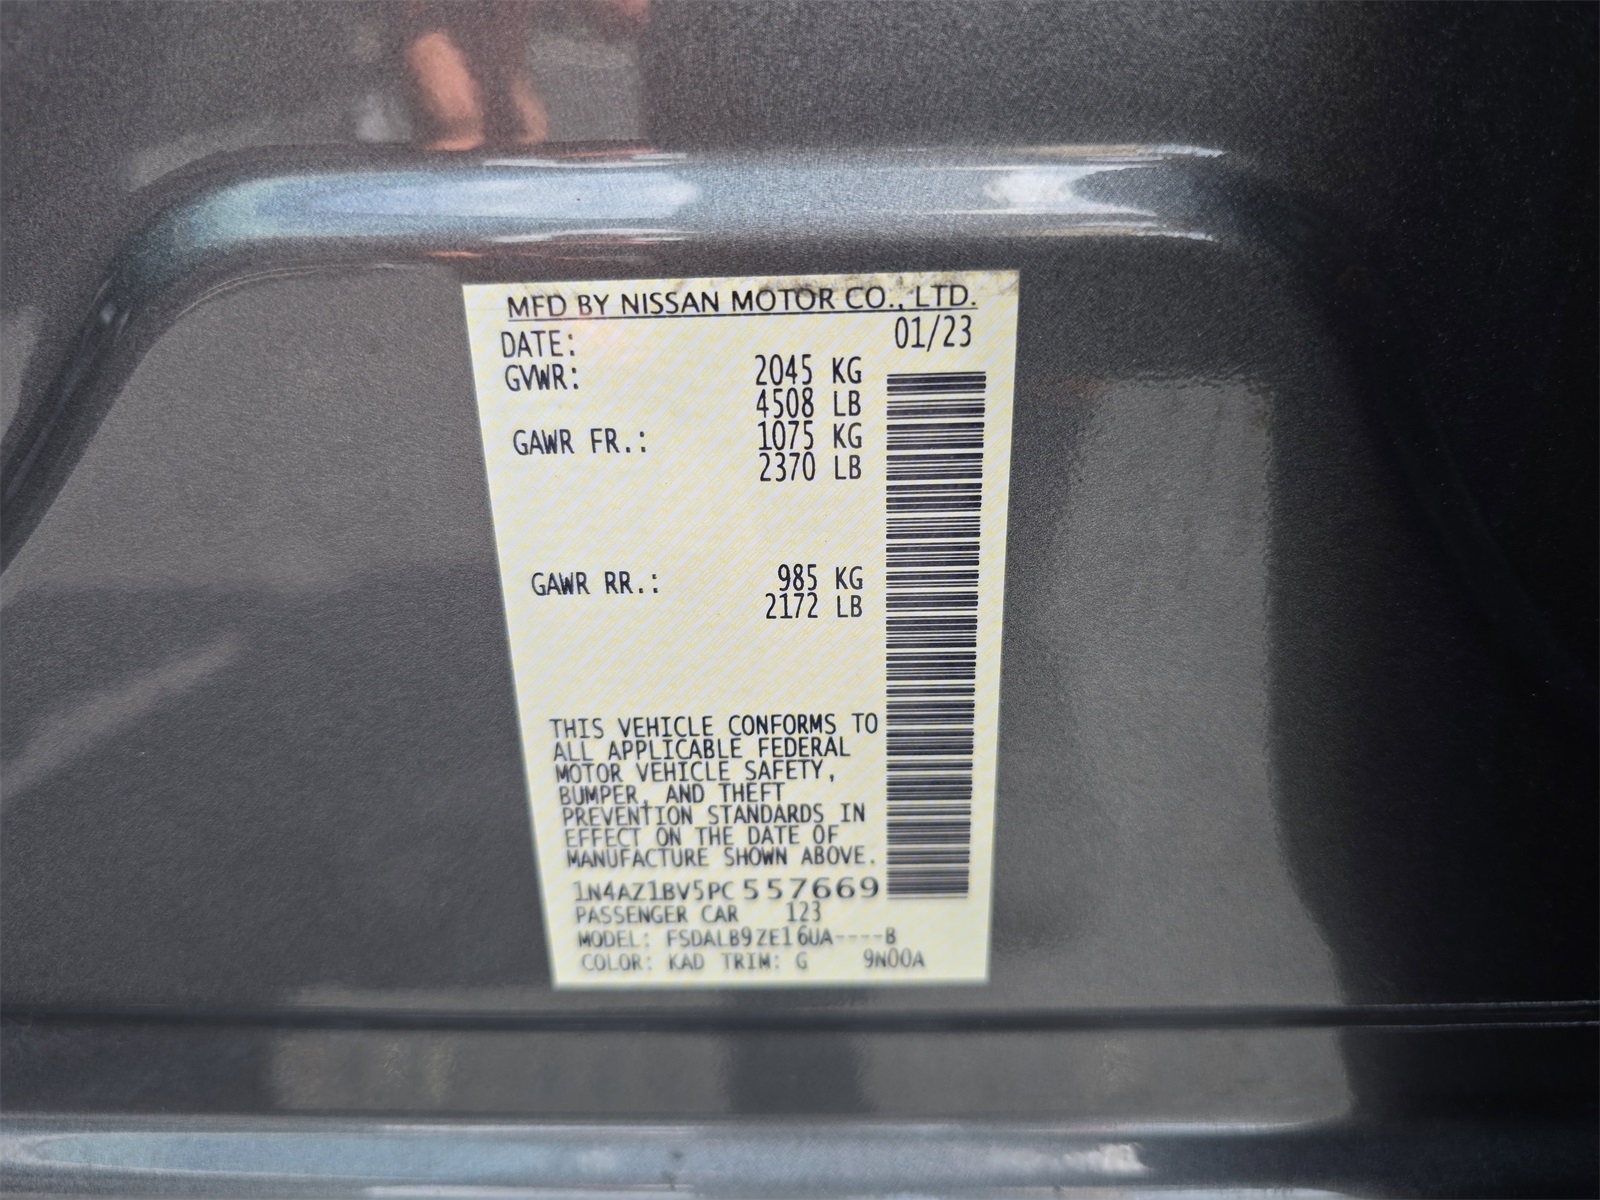 MFD BY NISSAN MOTOR CO., LTD.
DATE: 01/23
GVWR: 2045 KG
4508 LB
GAWR FR.: 1075 KG
2370 LB
GAWR RR.: 985 KG
2172 LB
THIS VEHICLE CONFORMS TO
ALL APPLICABLE FEDERAL
MOTOR VEHICLE SAFETY,
BUMPER, AND THEFT
PREVENTION STANDARDS IN
EFFECT ON THE DATE OF
MANUFACTURE SHOWN ABOVE.
1N4AZ1BV5PC557669
PASSENGER CAR 123
MODEL: FSDALB9ZE16UA----B
COLOR: KAD TRIM: G 9N00A